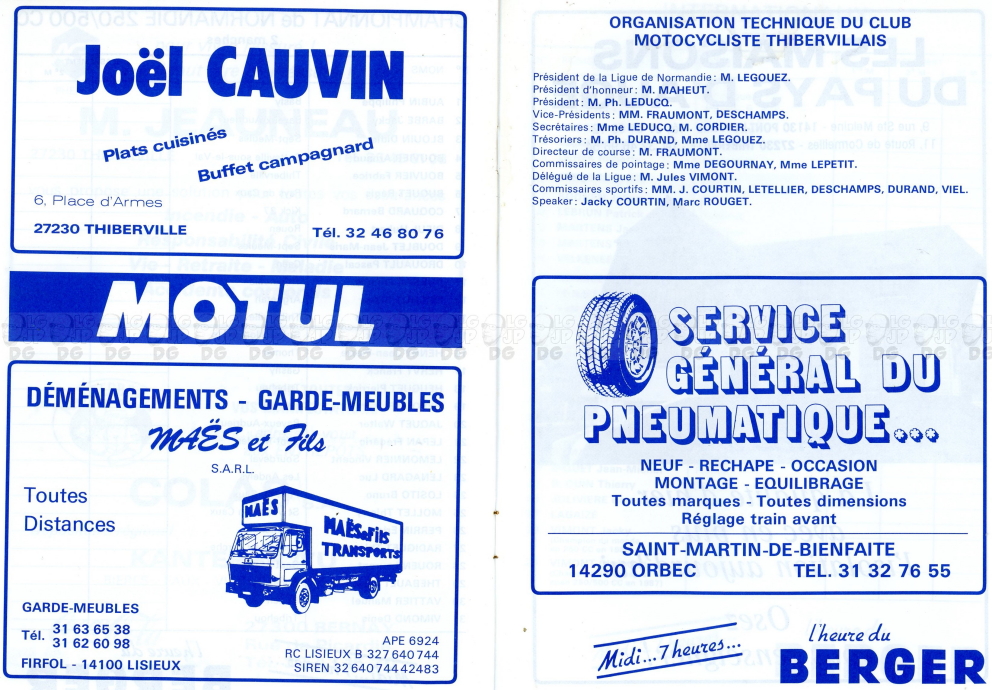 Joël CAUVIN
Plats cuisinés
Buffet campagnard
6, Place d'Armes
27230 THIBERVILLE Tél. 32 46 80 76
MOTUL
DÉMÉNAGEMENTS - GARDE-MEUBLES
MAËS et Fils
S.A.R.L.
Toutes
Distances
MAËS
MAËS & Fils
TRANSPORTS
GARDE-MEUBLES
Tél. 31 63 65 38
31 62 60 98
FIRFOL - 14100 LISIEUX
APE 6924
RC LISIEUX B 327 640 744
SIREN 32 640 744 42483
ORGANISATION TECHNIQUE DU CLUB
MOTOCYCLISTE THIBERVILLAIS
Président de la Ligue de Normandie : M. LEGOUEZ.
Président d'honneur : M. MAHEUT.
Président : M. Ph. LEDUCQ.
Vice-Présidents : MM. FRAUMONT, DESCHAMPS.
Secrétaires : Mme LEDUCQ, M. CORDIER.
Trésoriers : M. Ph. DURAND, Mme LEGOUEZ.
Directeur de course : M. FRAUMONT.
Commissaires de pointage : Mme DEGOURNAY, Mme LEPETIT.
Délégué de la Ligue : M. Jules VIMONT.
Commissaires sportifs : MM. J. COURTIN, LETELLIER, DESCHAMPS, DURAND, VIEL.
Speaker : Jacky COURTIN, Marc ROUGET.
SERVICE
GÉNÉRAL DU
PNEUMATIQUE...
NEUF - RECHAPE - OCCASION
MONTAGE - EQUILIBRAGE
Toutes marques - Toutes dimensions
Réglage train avant
SAINT-MARTIN-DE-BIENFAITE
14290 ORBEC TEL. 31 32 76 55
Midi... 7 heures...
l'heure du
BERGER